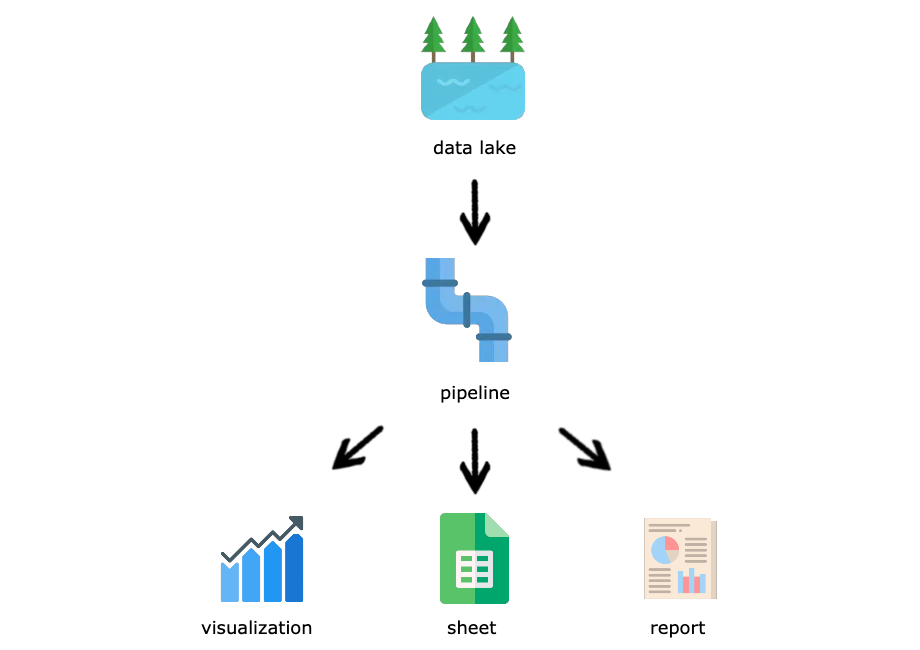 data lake
pipeline
visualization
sheet
report